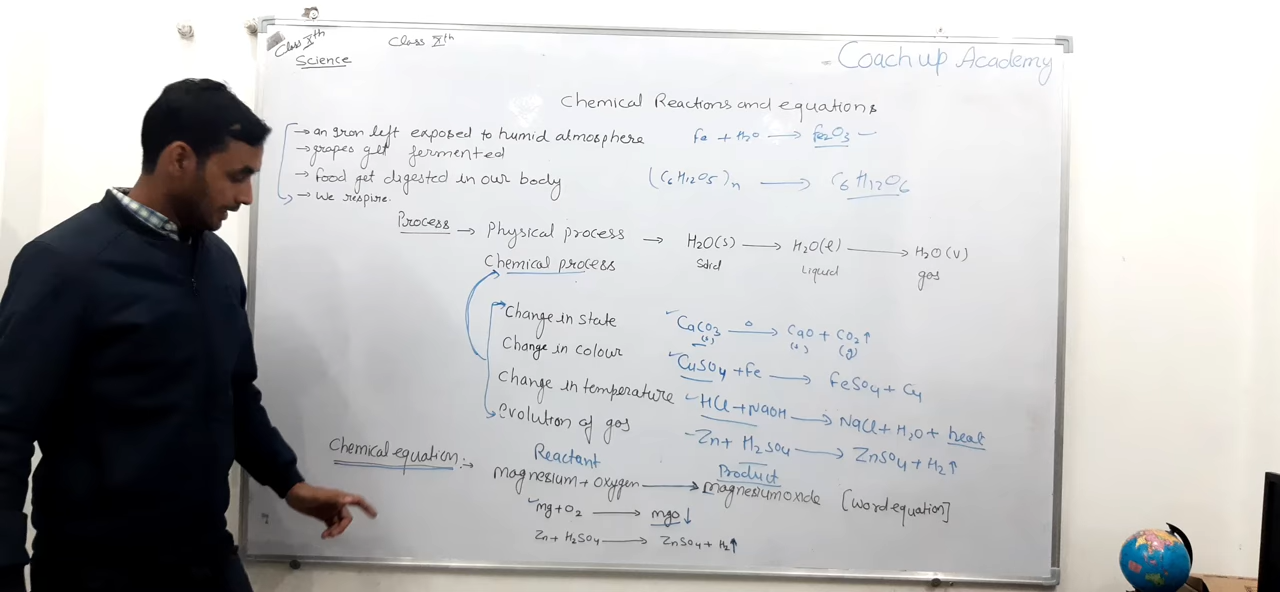 Class Xth
Class Xth
Science
Coach up Academy
Chemical Reactions and equations
→ an iron left exposed to humid atmosphere Fe + H2O → Fe2O3
→ grapes get fermented
→ Food get digested in our body (C6H12O5)n → C6H12O6
→ We respire.
Process → Physical process → H2O(s) → H2O(l) → H2O(v)
Solid Liquid gas
Chemical process
Change in state CaCO3 (s) —Δ→ CaO (s) + CO2↑ (g)
Change in colour CuSO4 + Fe → FeSO4 + Cu
Change in temperature HCl + NaOH → NaCl + H2O + heat
Evolution of gas Zn + H2SO4 → ZnSO4 + H2↑
Chemical equation :→ Reactant Product
Magnesium + Oxygen → Magnesium oxide [Word equation]
Mg + O2 → MgO↓
Zn + H2SO4 → ZnSO4 + H2↑